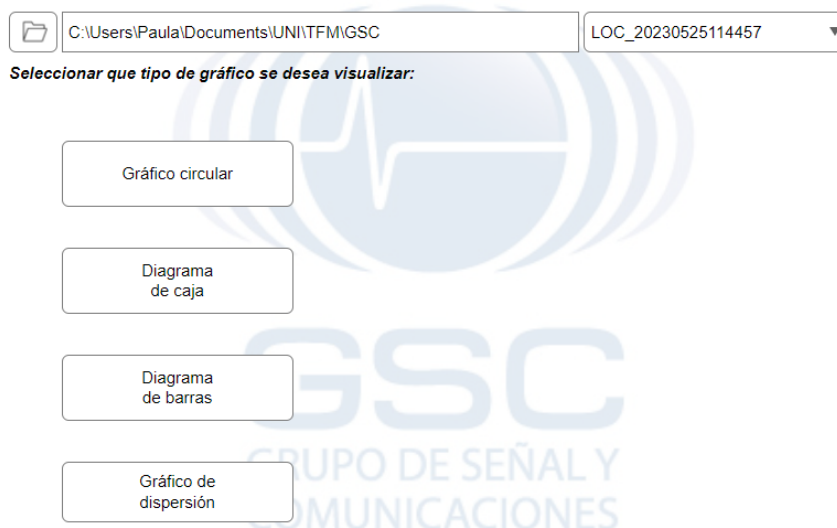 C:\Users\Paula\Documents\UNI\TFM\GSC
LOC_20230525114457
Seleccionar que tipo de gráfico se desea visualizar:
Gráfico circular
Diagrama
de caja
Diagrama
de barras
GSC
GRUPO DE SEÑAL Y
Gráfico de
dispersión
COMUNICACIONES